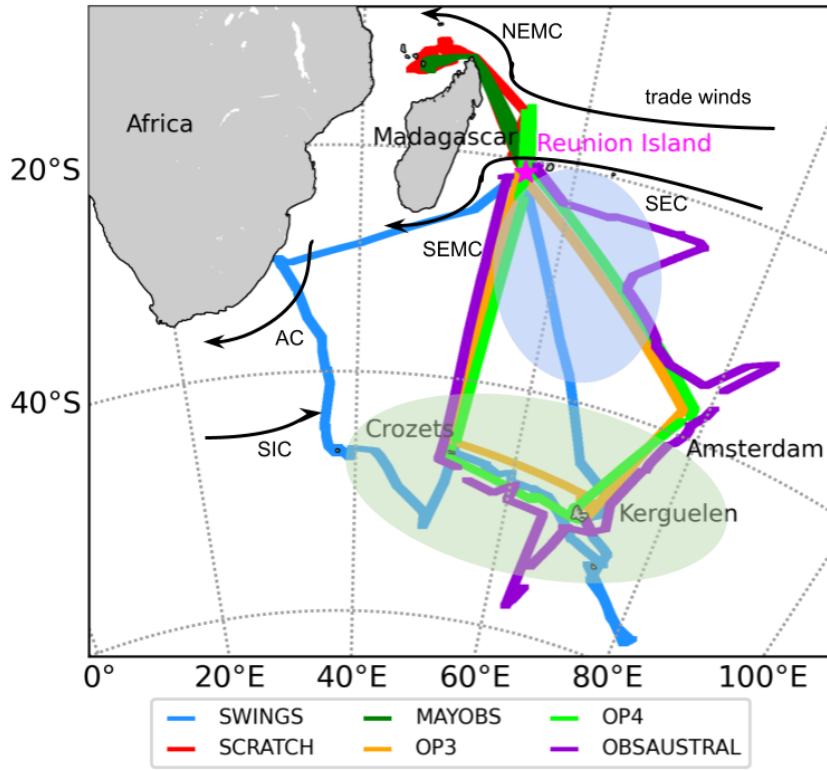 NEMC
trade winds
Africa
Madagascar
Reunion Island
20°S
SEC
SEMC
AC
40°S
SIC
Crozets
Amsterdam
Kerguelen
0°
20°E
40°E
60°E
80°E
100°E
SWINGS
MAYOBS
OP4
SCRATCH
OP3
OBSAUSTRAL